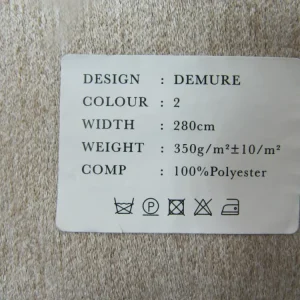 DESIGN : DEMURE
COLOUR : 2
WIDTH : 280cm
WEIGHT : 350g/m²±10/m²
COMP : 100%Polyester